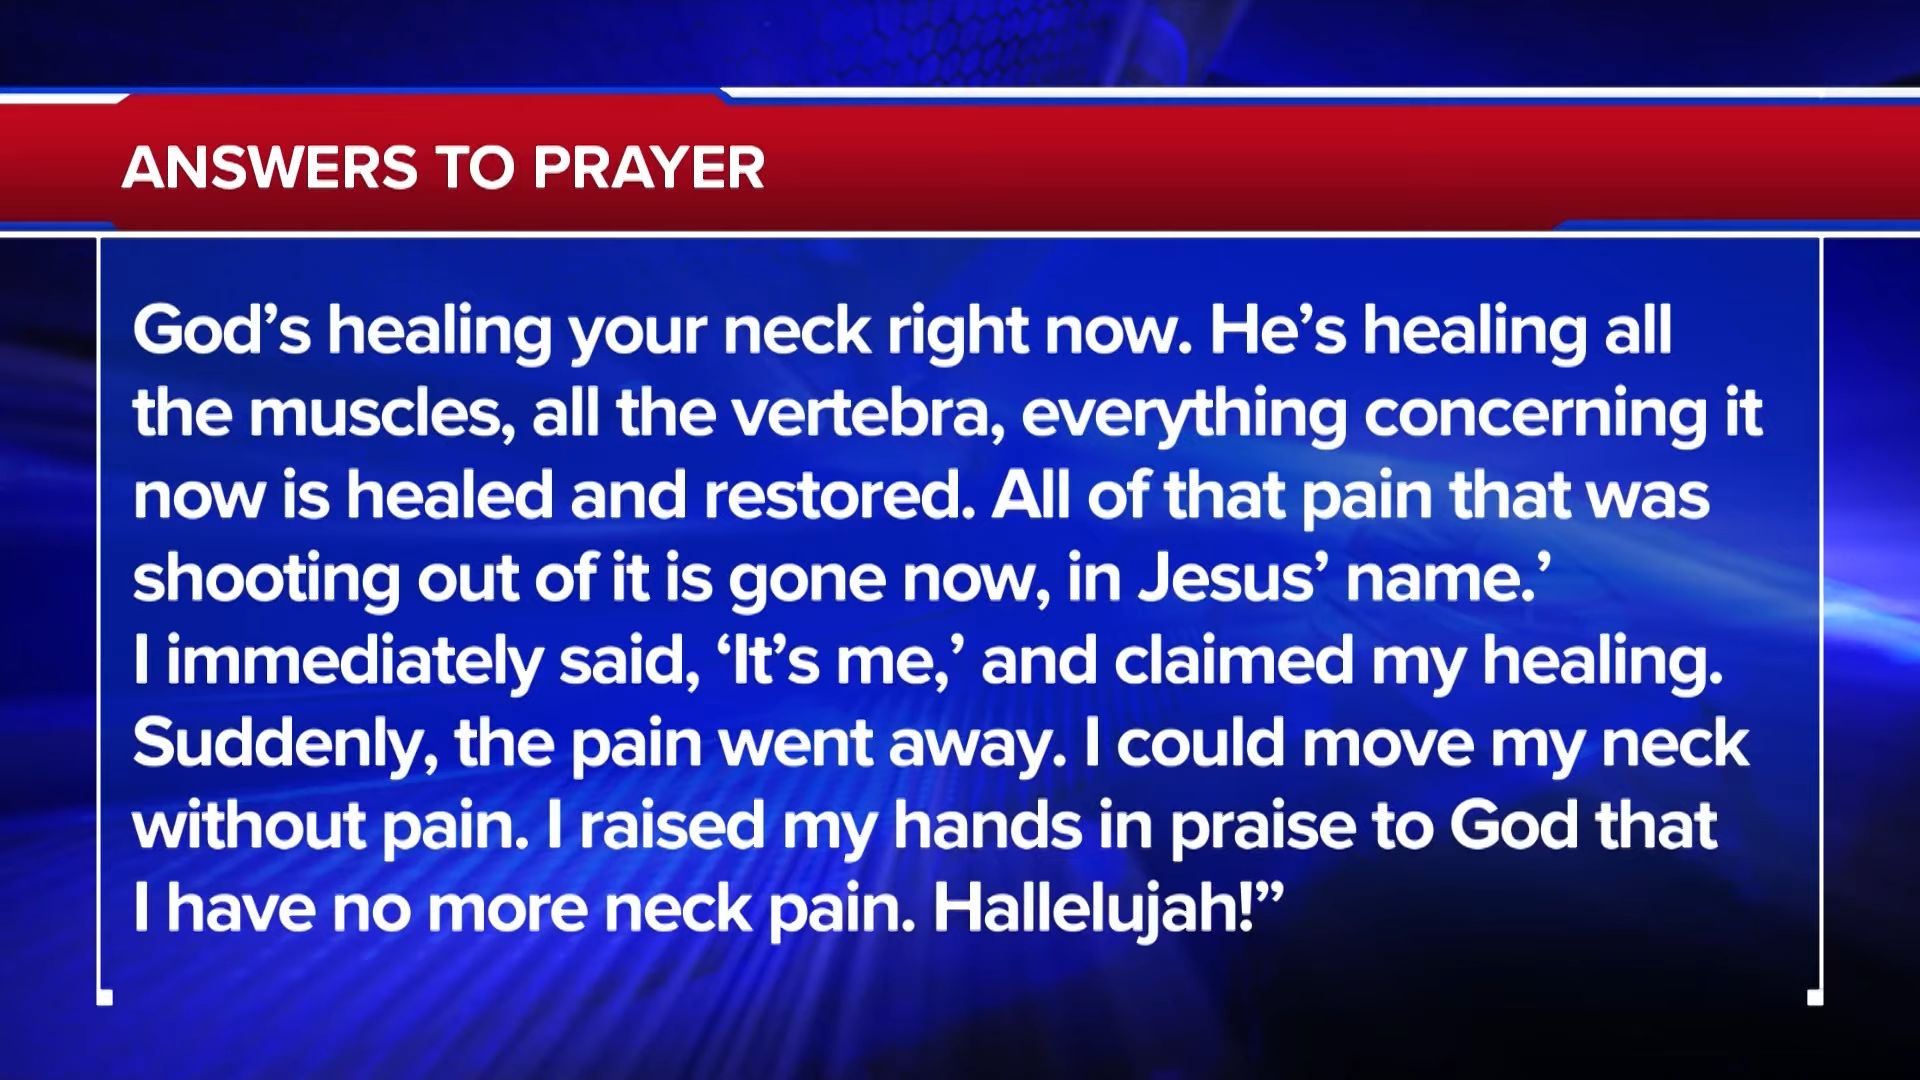 ANSWERS TO PRAYER
God’s healing your neck right now. He’s healing all
the muscles, all the vertebra, everything concerning it
now is healed and restored. All of that pain that was
shooting out of it is gone now, in Jesus’ name.’
I immediately said, ‘It’s me,’ and claimed my healing.
Suddenly, the pain went away. I could move my neck
without pain. I raised my hands in praise to God that
I have no more neck pain. Hallelujah!”